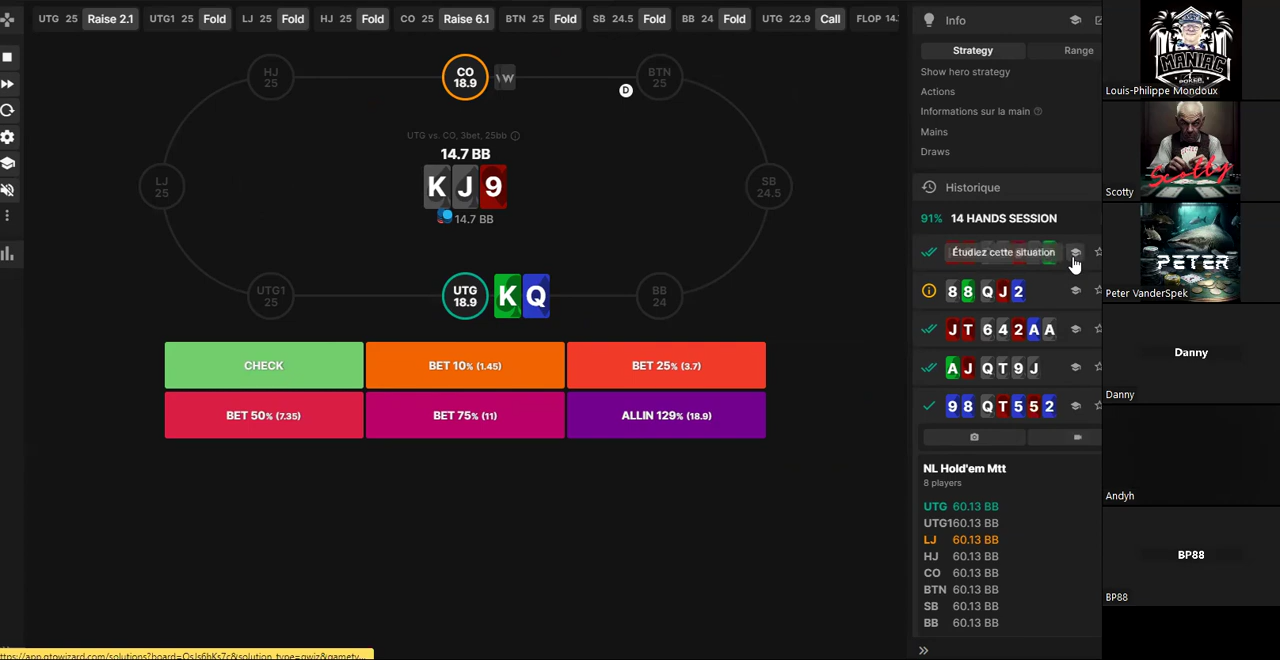 UTG 25 Raise 2.1 UTG1 25 Fold LJ 25 Fold HJ 25 Fold CO 25 Raise 6.1 BTN 25 Fold SB 24.5 Fold BB 24 Fold UTG 22.9 Call FLOP 14.
HJ
25
CO
18.9
W
BTN
25
D
UTG vs. CO, 3bet, 25bb
14.7 BB
K J 9
14.7 BB
LJ
25
SB
24.5
UTG1
25
UTG
18.9
K Q
BB
24
CHECK
BET 10% (1.45)
BET 25% (3.7)
BET 50% (7.35)
BET 75% (11)
ALLIN 129% (18.9)
Info
Strategy
Range
Show hero strategy
Actions
Informations sur la main
Mains
Draws
Historique
91% 14 HANDS SESSION
Étudiez cette situation
8 8 Q J 2
J T 6 4 2 A A
A J Q T 9 J
9 8 Q T 5 5 2
NL Hold'em Mtt
8 players
UTG 60.13 BB
UTG1 60.13 BB
LJ 60.13 BB
HJ 60.13 BB
CO 60.13 BB
BTN 60.13 BB
SB 60.13 BB
BB 60.13 BB
MANIAC
POKER
Louis-Philippe Mondoux
Scotty
Scotty
PETER
Peter VanderSpek
Danny
Danny
Andyh
BP88
BP88